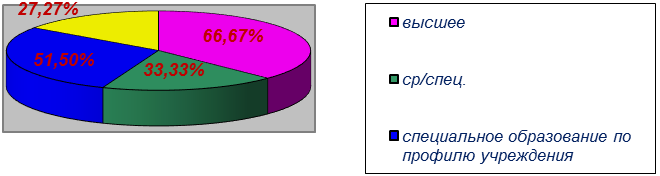 27,27%
66,67%
51,50%
33,33%
высшее
ср/спец.
специальное образование по
профилю учреждения